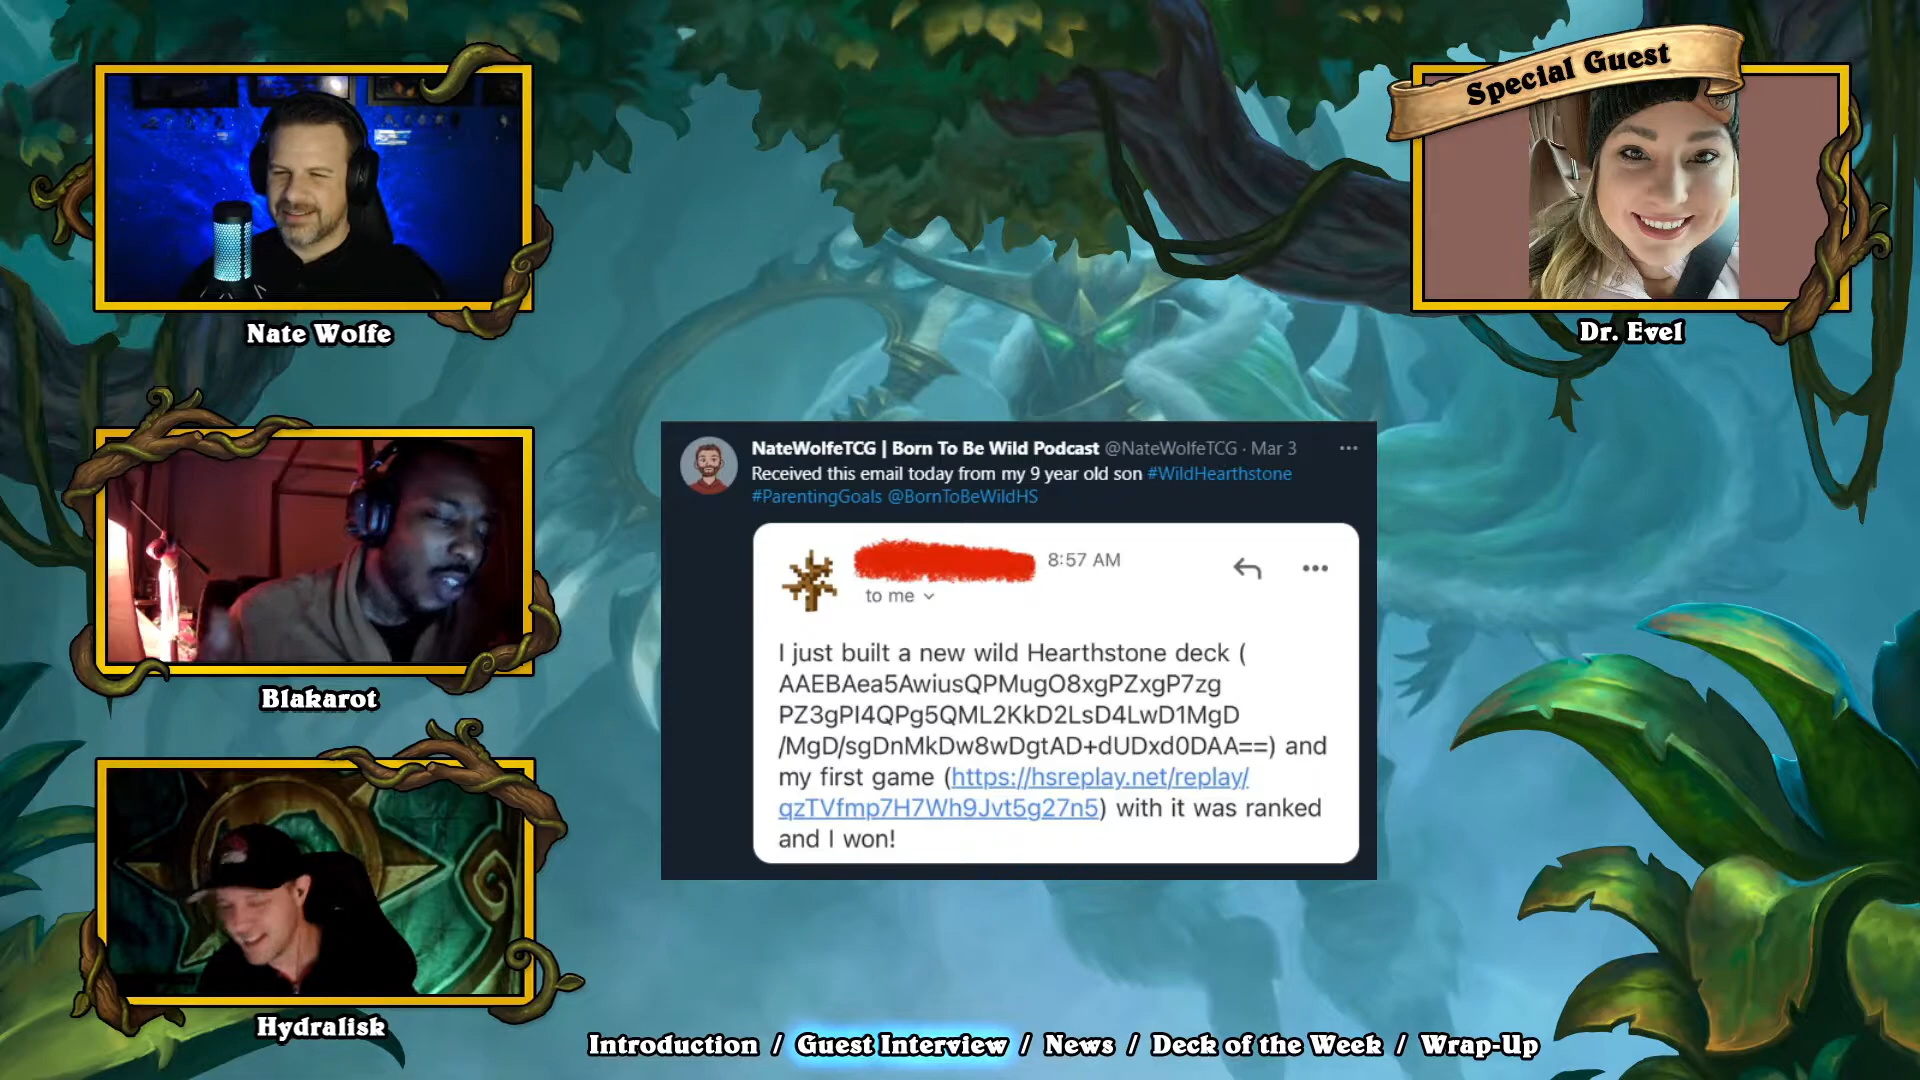 Special Guest
Nate Wolfe
Dr. Evel
NateWolfeTCG | Born To Be Wild Podcast @NateWolfeTCG · Mar 3
Received this email today from my 9 year old son #WildHearthstone
#ParentingGoals @BornToBeWildHS
8:57 AM
to me
I just built a new wild Hearthstone deck (
AAEBAea5AwiusQPMugO8xgPZxgP7zg
PZ3gPI4QPg5QML2KkD2LsD4LwD1MgD
/MgD/sgDnMkDw8wDgtAD+dUDxd0DAA==) and
my first game (https://hsreplay.net/replay/
qzTVfmp7H7Wh9Jvt5g27n5) with it was ranked
and I won!
Blakarot
Hydralisk
Introduction / Guest Interview / News / Deck of the Week / Wrap-Up